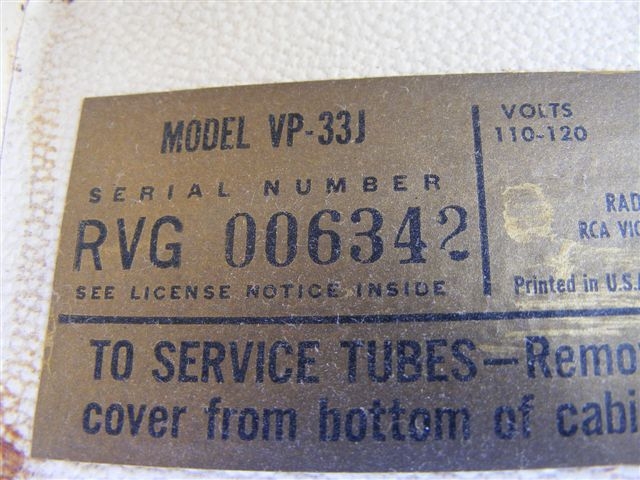 MODEL VP-33J
SERIAL NUMBER
RVG 006342
SEE LICENSE NOTICE INSIDE
VOLTS
110-120
RAD
RCA VIC
Printed in U.S.
TO SERVICE TUBES—Remo
cover from bottom of cabi